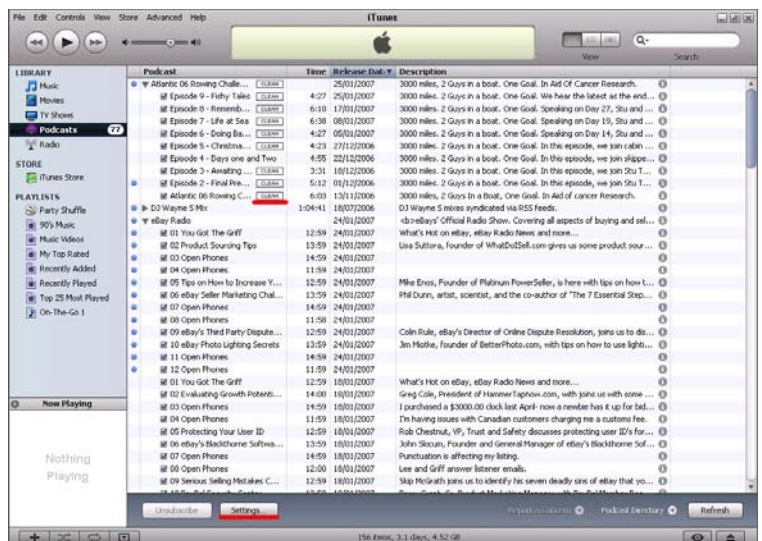 File Edit Controls View Store Advanced Help
iTunes
View
Search
LIBRARY
Music
Movies
TV Shows
Podcasts 77
Radio
STORE
iTunes Store
PLAYLISTS
Party Shuffle
90's Music
Music Videos
My Top Rated
Recently Added
Recently Played
Top 25 Most Played
On-The-Go 1
Now Playing
Nothing
Playing
Podcast Time Release Dat Description
Atlantic 06 Rowing Challe... CLEAN 25/01/2007 3000 miles, 2 Guys in a boat. One Goal. In Aid Of Cancer Research.
Episode 9 - Fishy Tales CLEAN 4:27 25/01/2007 3000 miles. 2 Guys in a boat. One Goal. We hear the latest as the end...
Episode 8 - Rememb... CLEAN 6:10 17/01/2007 3000 miles. 2 Guys in a boat. One Goal. Speaking on Day 27, Stu and ...
Episode 7 - Life at Sea CLEAN 6:38 08/01/2007 3000 miles. 2 Guys in a boat. One Goal. Speaking on Day 19, Stu and ...
Episode 6 - Doing Ba... CLEAN 4:27 05/01/2007 3000 miles. 2 Guys in a boat. One Goal. Speaking on Day 14, Stu and ...
Episode 5 - Christma... CLEAN 4:23 27/12/2006 3000 miles. 2 Guys in a boat. One Goal. In this episode, we join cabin ...
Episode 4 - Days one and Two 4:55 22/12/2006 3000 miles. 2 Guys in a boat. One Goal. In this episode, we join skippe...
Episode 3 - Awaiting ... CLEAN 3:31 18/12/2006 3000 miles. 2 Guys in a boat. One Goal. In this episode, we join Stu T...
Episode 2 - Final Pre... CLEAN 5:12 01/12/2006 3000 miles. 2 Guys in a boat. One Goal. In this episode, we join Stu T...
Atlantic 06 Rowing C... CLEAN 6:03 13/11/2006 3000 miles, 2 Guys In a Boat, One Goal. In Aid of cancer Research.
DJ Wayne S Mix 1:04:41 18/07/2006 DJ Wayne S mixes syndicated via RSS feeds.
eBay Radio 24/01/2007 <b>eBays' Official Radio Show. Covering all aspects of buying and sel...
01 You Got The Griff 12:59 24/01/2007 What's Hot on eBay, eBay Radio News and more...
02 Product Sourcing Tips 13:59 24/01/2007 Lisa Suttora, founder of WhatDoISell.com gives us some product sour...
03 Open Phones 14:59 24/01/2007
04 Open Phones 11:59 24/01/2007
05 Tips on How to Increase Y... 12:59 24/01/2007 Mike Enos, Founder of Platinum PowerSeller, is here with tips on how t...
06 eBay Seller Marketing Chal... 13:59 24/01/2007 Phil Dunn, artist, scientist, and the co-author of "The 7 Essential Step...
07 Open Phones 14:59 24/01/2007
08 Open Phones 11:58 24/01/2007
09 eBay's Third Party Dispute... 12:59 24/01/2007 Colin Rule, eBay's Director of Online Dispute Resolution, joins us to dis...
10 eBay Photo Lighting Secrets 13:59 24/01/2007 Jim Miotke, founder of BetterPhoto.com, with tips on how to use lighti...
11 Open Phones 14:59 24/01/2007
12 Open Phones 11:59 24/01/2007
01 You Got The Griff 12:59 18/01/2007 What's Hot on eBay, eBay Radio News and more...
02 Evaluating Growth Potenti... 14:00 18/01/2007 Greg Cole, President of HammerTapnow.com, with joins us with some ...
03 Open Phones 14:59 18/01/2007 I purchased a $3000.00 clock last April- now a newbie has it up for bid...
04 Open Phones 11:59 18/01/2007 I'm having issues with Canadian customers charging me a customs fee.
05 Protecting Your User ID 12:59 18/01/2007 Rob Chestnut, VP, Trust and Safety discusses protecting user ID's for...
06 eBay's Blackthorne Softwa... 13:59 18/01/2007 John Slocum, Founder and General Manager of eBay's Blackthorne Sof...
07 Open Phones 14:59 18/01/2007 Punctuation is affecting my listing.
08 Open Phones 12:00 18/01/2007 Lee and Griff answer listener emails.
09 Serious Selling Mistakes C... 12:59 18/01/2007 Skip McGrath joins us to identify his seven deadly sins of eBay that yo...
Unsubscribe Settings... Report a Concern Podcast Directory Refresh
156 items, 3.1 days, 4.52 GB